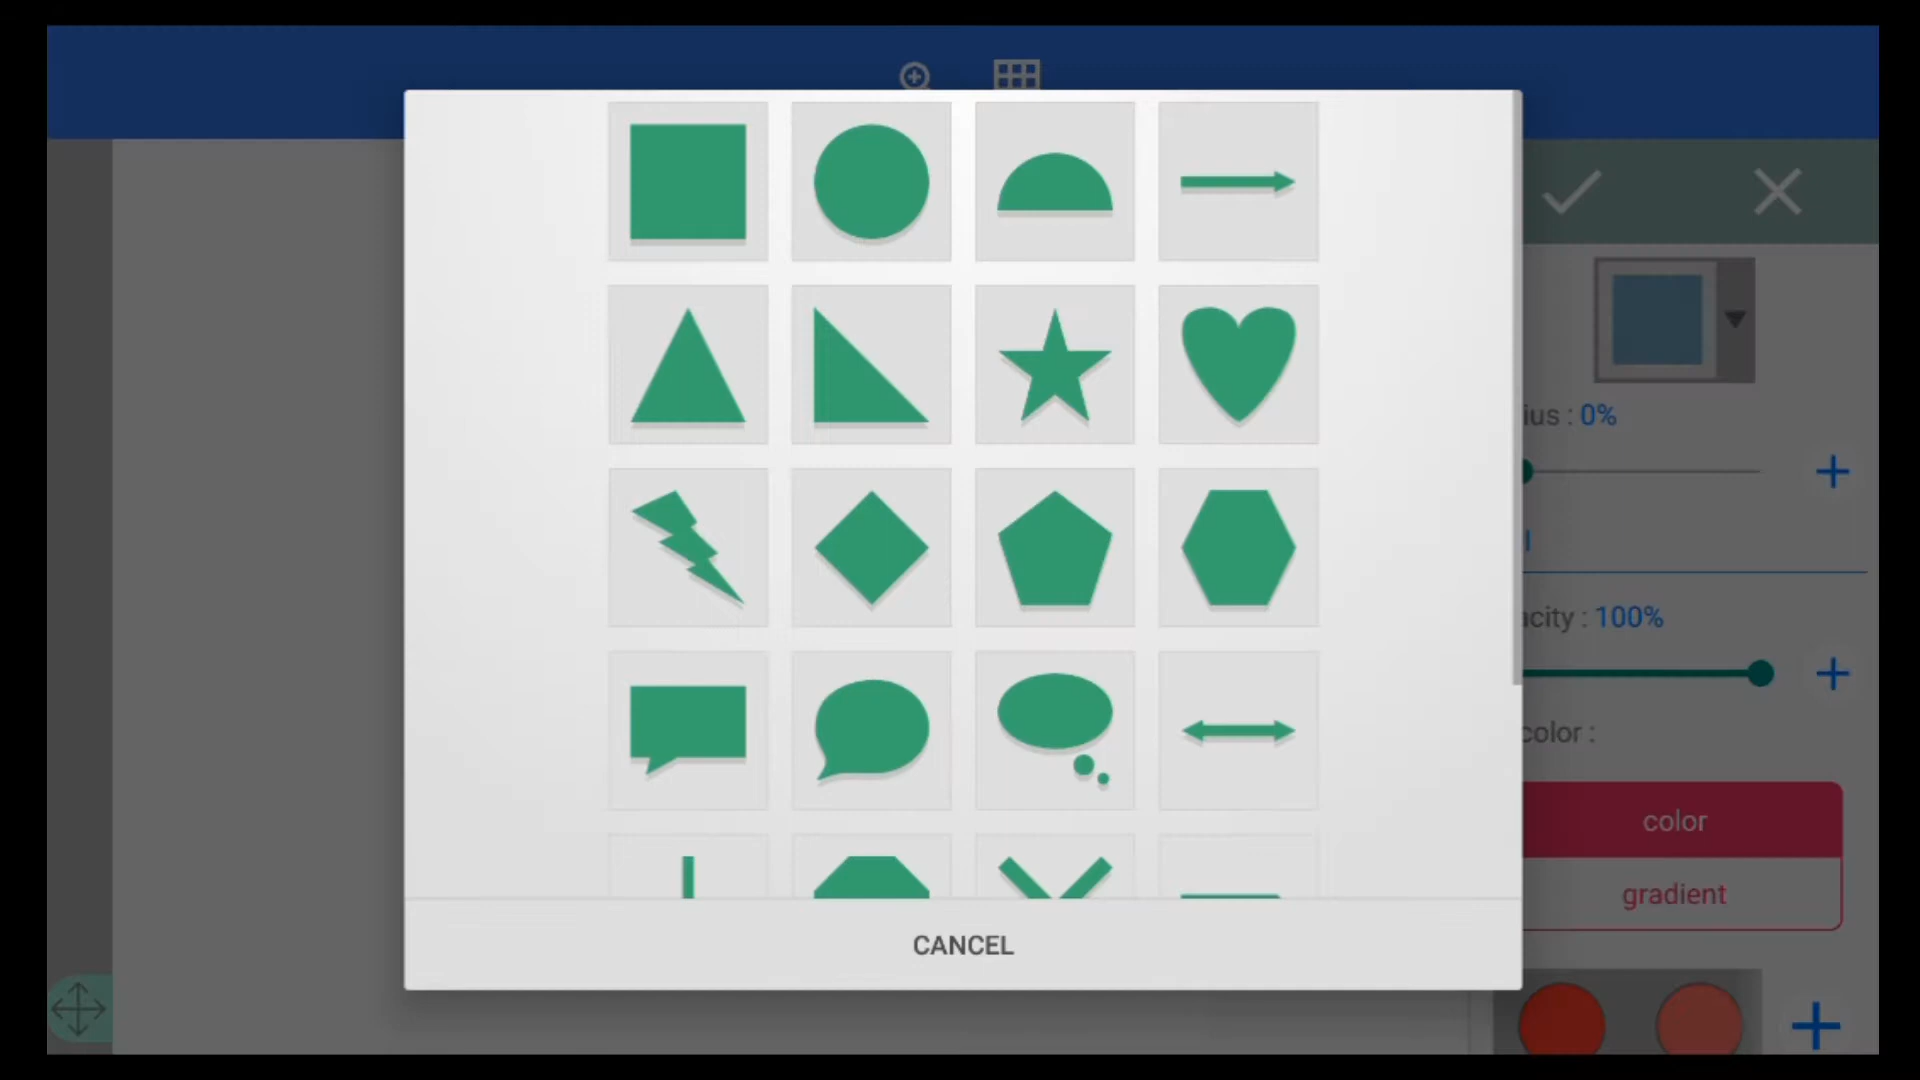 ius : 0%
acity : 100%
color :
color
gradient
CANCEL